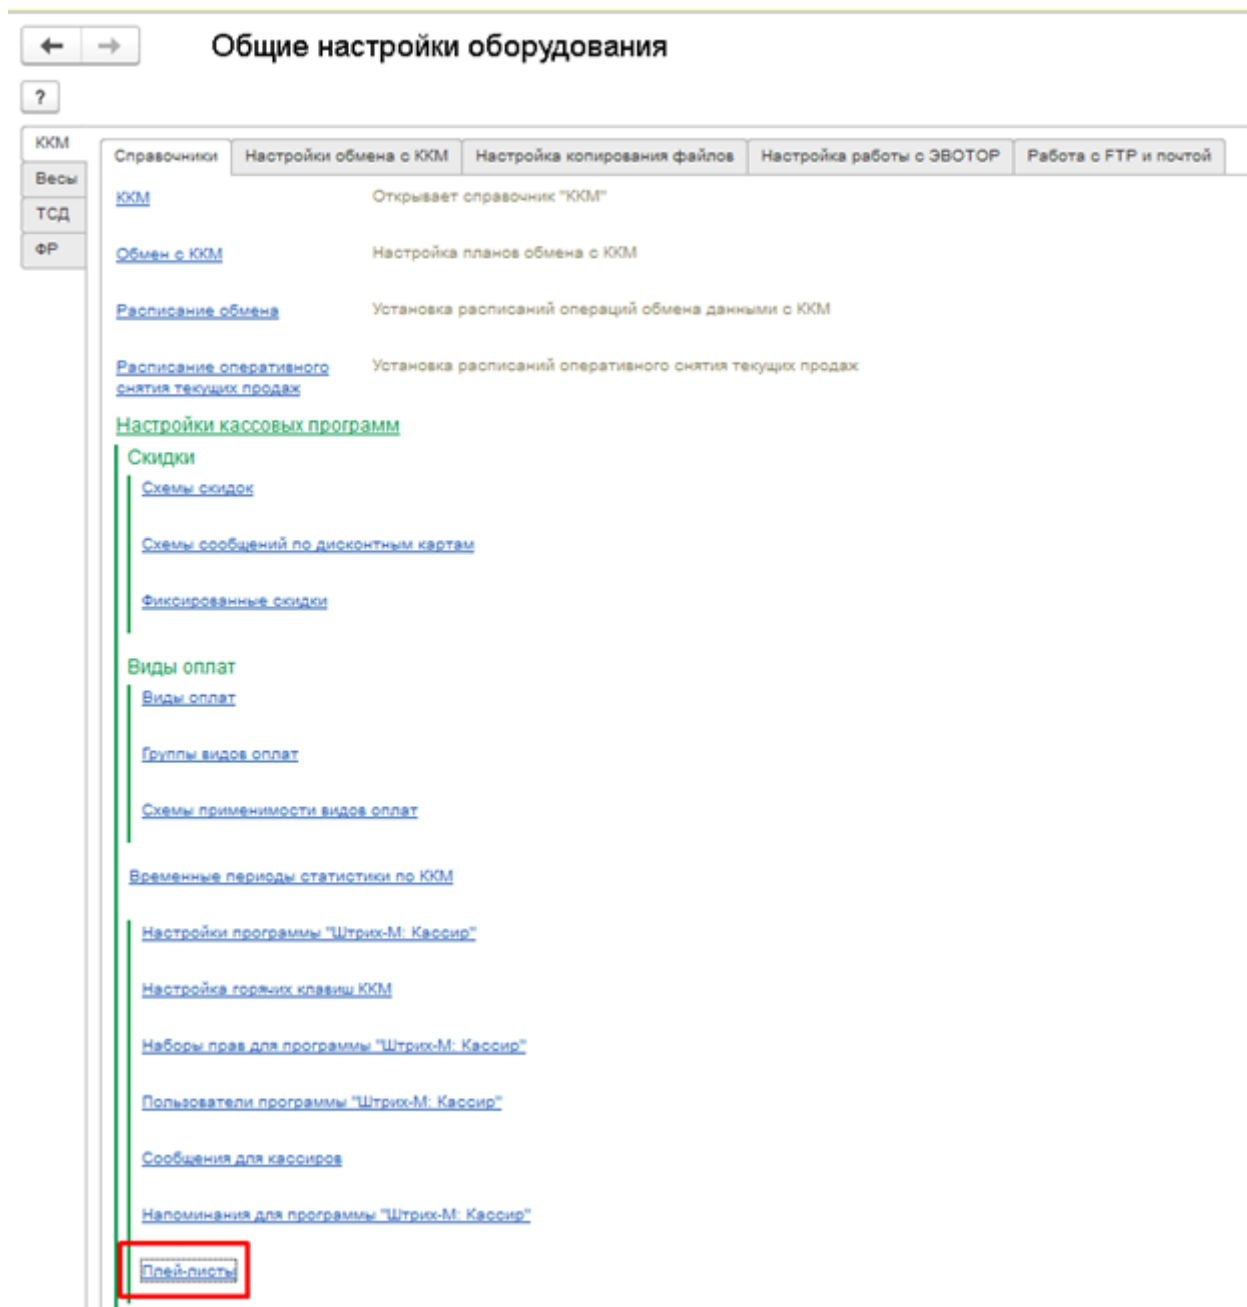 Общие настройки оборудования
?
ККМ
Весы
ТСД
ФР
Справочники
Настройки обмена с ККМ
Настройка копирования файлов
Настройка работы с ЭВОТОР
Работа с FTP и почтой
ККМ
Открывает справочник "ККМ"
Обмен с ККМ
Настройка планов обмена с ККМ
Расписание обмена
Установка расписаний операций обмена данными с ККМ
Расписание оперативного
снятия текущих продаж
Установка расписаний оперативного снятия текущих продаж
Настройки кассовых программ
Скидки
Схемы скидок
Схемы сообщений по дисконтным картам
Фиксированные скидки
Виды оплат
Виды оплат
Группы видов оплат
Схемы применимости видов оплат
Временные периоды статистики по ККМ
Настройки программы "Штрих-М: Кассир"
Настройка горячих клавиш ККМ
Наборы прав для программы "Штрих-М: Кассир"
Пользователи программы "Штрих-М: Кассир"
Сообщения для кассиров
Напоминания для программы "Штрих-М: Кассир"
Плей-листы